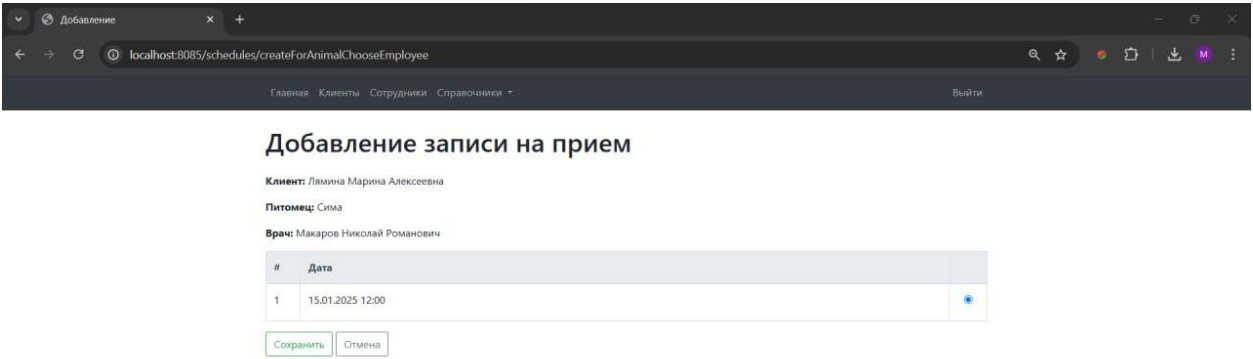 Добавление
localhost:8085/schedules/createForAnimalChooseEmployee
M
Главная Клиенты Сотрудники Справочники Выйти
Добавление записи на прием
Клиент: Лямина Марина Алексеевна
Питомец: Сима
Врач: Макаров Николай Романович
# Дата
1 15.01.2025 12:00
Сохранить Отмена